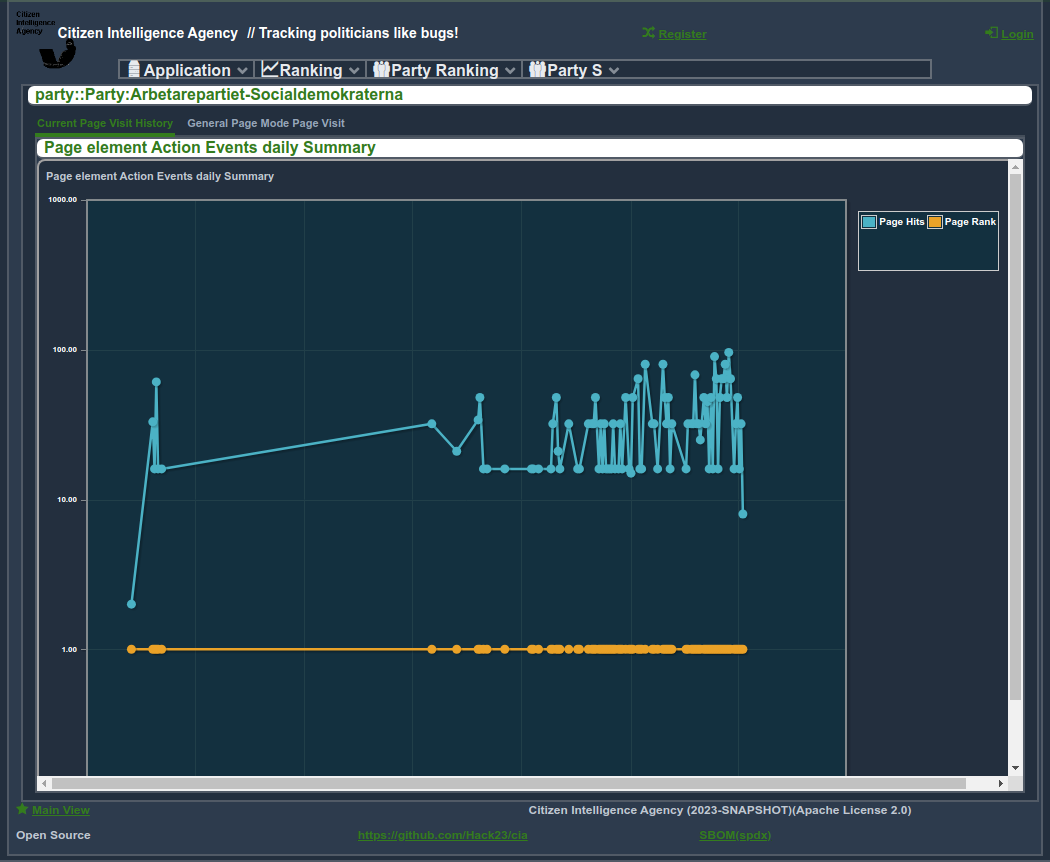 Citizen
Intelligence
Agency
Citizen Intelligence Agency // Tracking politicians like bugs!
Register
Login
Application
Ranking
Party Ranking
Party S
party::Party:Arbetarepartiet-Socialdemokraterna
Current Page Visit History
General Page Mode Page Visit
Page element Action Events daily Summary
Page element Action Events daily Summary
1000.00
100.00
10.00
1.00
Page Hits
Page Rank
Main View
Citizen Intelligence Agency (2023-SNAPSHOT)(Apache License 2.0)
Open Source
https://github.com/Hack23/cia
SBOM(spdx)